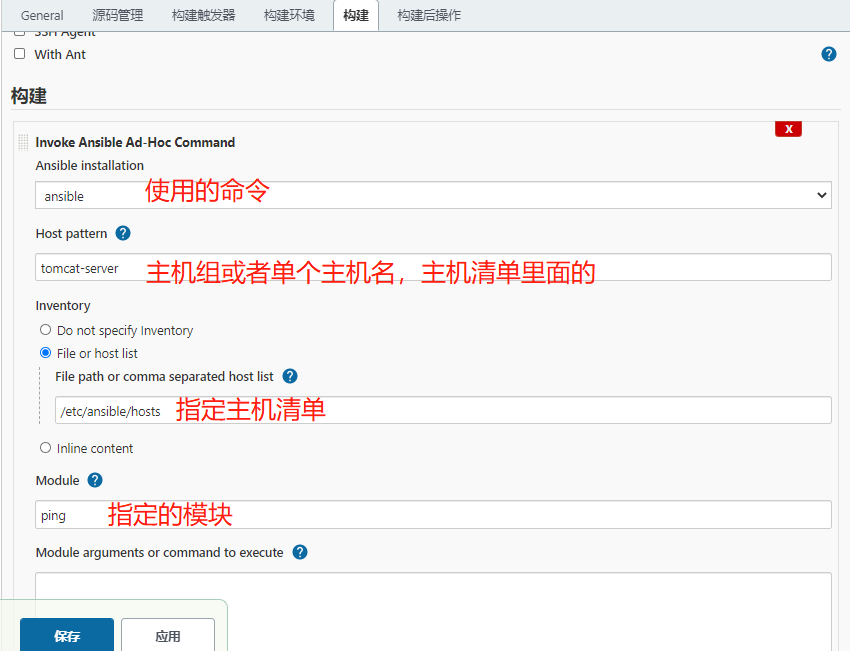 General 源码管理 构建触发器 构建环境 构建 构建后操作
SSH Agent
With Ant ?
构建
X
Invoke Ansible Ad-Hoc Command
Ansible installation
ansible 使用的命令
Host pattern ?
tomcat-server 主机组或者单个主机名，主机清单里面的
Inventory
Do not specify Inventory
File or host list
File path or comma separated host list ?
/etc/ansible/hosts 指定主机清单
Inline content
Module ?
ping 指定的模块
Module arguments or command to execute ?
保存 应用